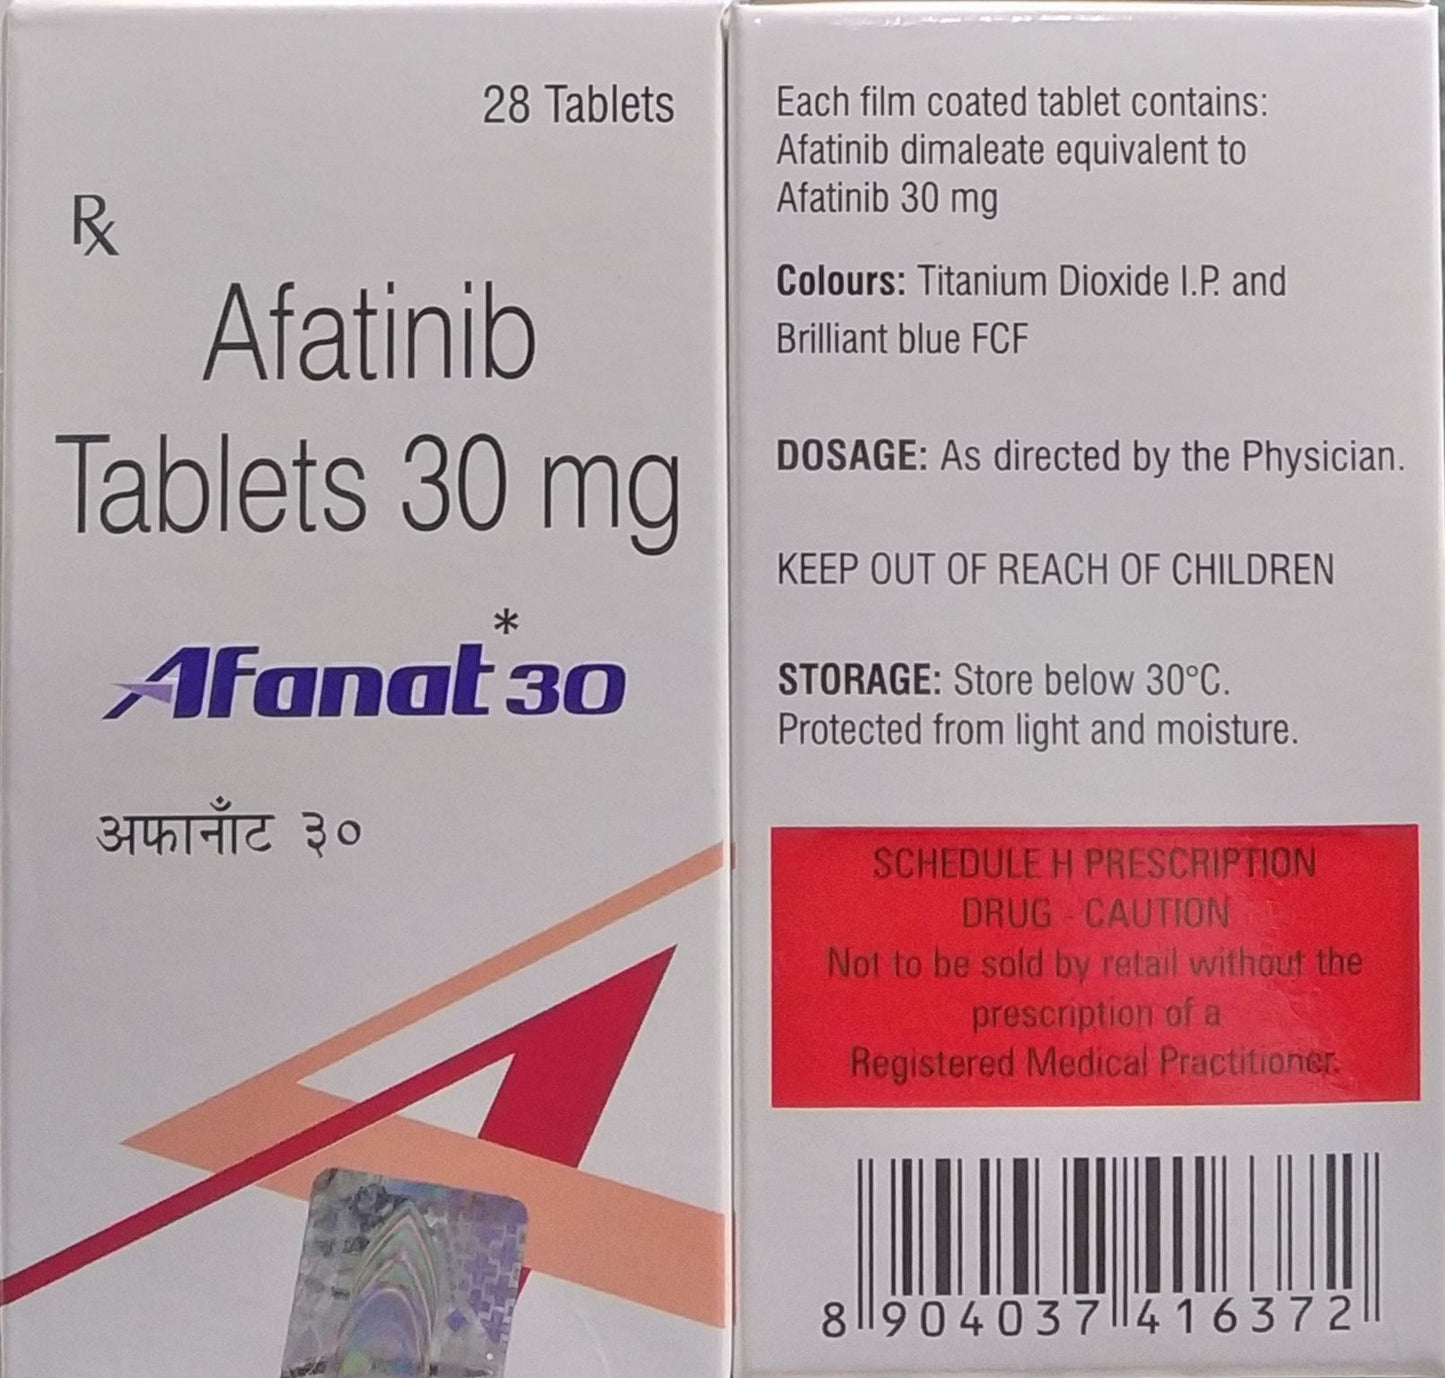 28 Tablets
Rx
Afatinib
Tablets 30 mg
Afanat*30
अफानाँट ३०
Each film coated tablet contains:
Afatinib dimaleate equivalent to
Afatinib 30 mg
Colours: Titanium Dioxide I.P. and
Brilliant blue FCF
DOSAGE: As directed by the Physician.
KEEP OUT OF REACH OF CHILDREN
STORAGE: Store below 30°C.
Protected from light and moisture.
SCHEDULE H PRESCRIPTION
DRUG - CAUTION
Not to be sold by retail without the
prescription of a
Registered Medical Practitioner.
8 904037 416372